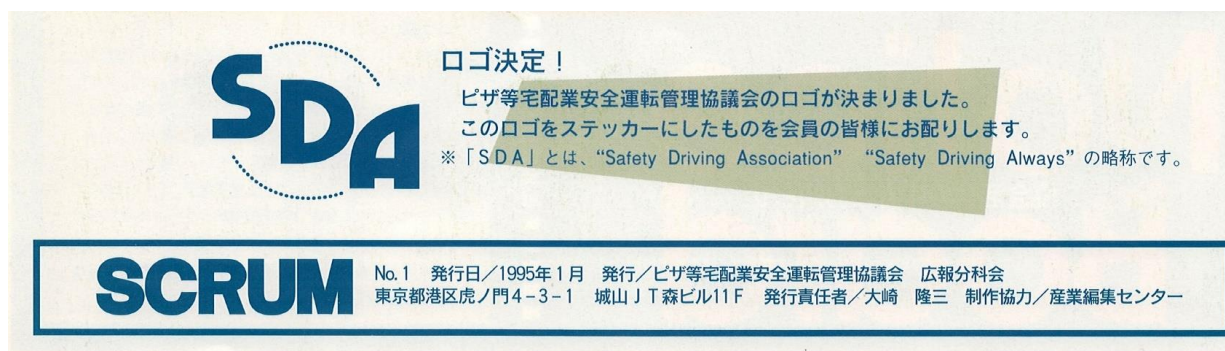 SDA
ロゴ決定!
ピザ等宅配業安全運転管理協議会のロゴが決まりました。
このロゴをステッカーにしたものを会員の皆様にお配りします。
※「SDA」とは、“Safety Driving Association” “Safety Driving Always” の略称です。
SCRUM
No.1 発行日/1995年1月 発行/ピザ等宅配業安全運転管理協議会 広報分科会
東京都港区虎ノ門4-3-1 城山JT森ビル11F 発行責任者/大崎 隆三 制作協力/産業編集センター